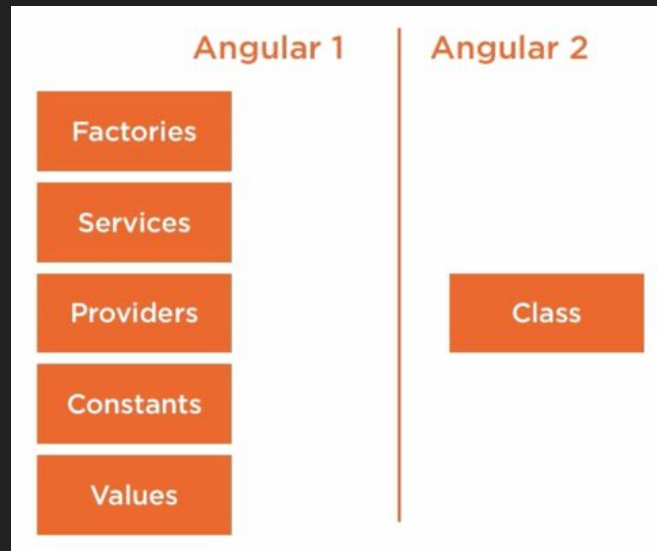 Angular 1
Angular 2
Factories
Services
Providers
Constants
Values
Class